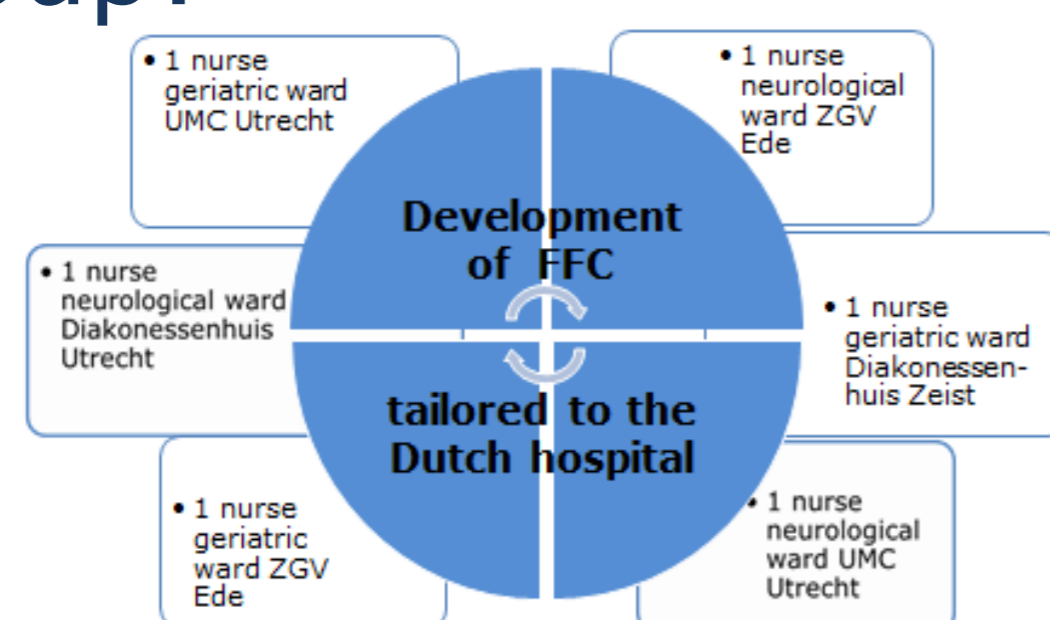 • 1 nurse
geriatric ward
UMC Utrecht
• 1 nurse
neurological
ward ZGV
Ede
Development
of FFC
• 1 nurse
neurological ward
Diakonessenhuis
Utrecht
• 1 nurse
geriatric ward
Diakonessen-
huis Zeist
tailored to the
Dutch hospital
• 1 nurse
geriatric
ward ZGV
Ede
• 1 nurse
neurological
ward UMC
Utrecht